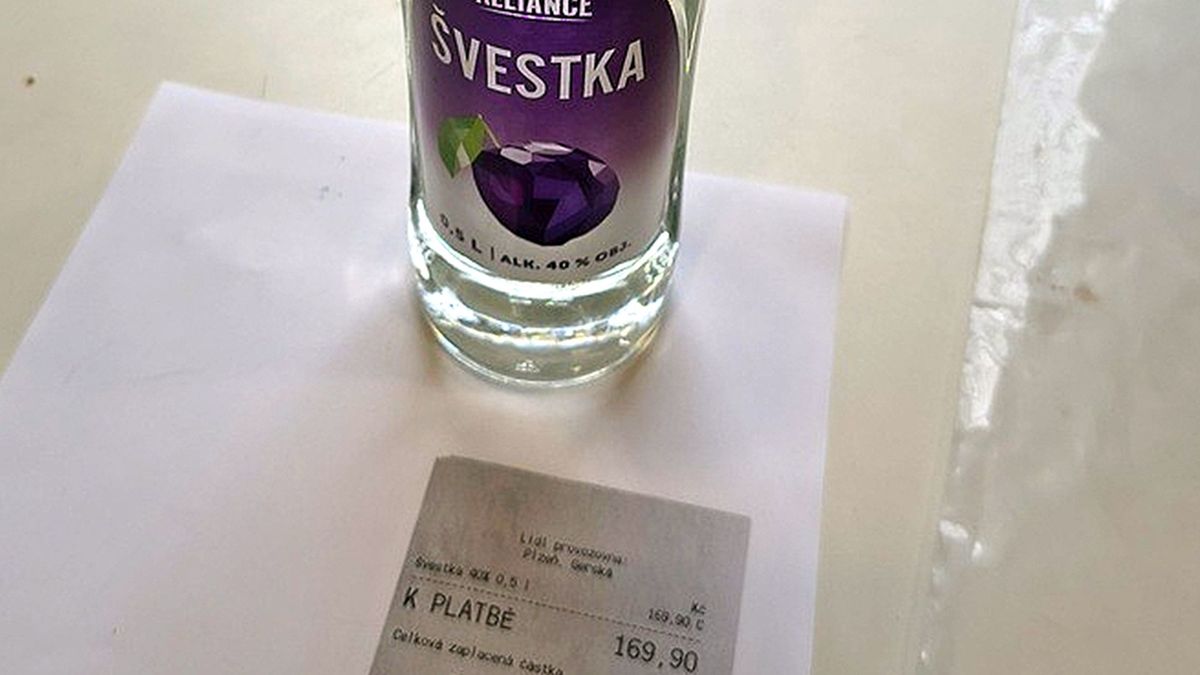 ALLIANCE
ŠVESTKA
0,5 L | ALK. 40 % OBJ.
Lidl provozovna:
Plzeň, Gerská
Kč
Švestka 40% 0,5 l 169,90 C
K PLATBĚ 169,90
Celková zaplacená částka